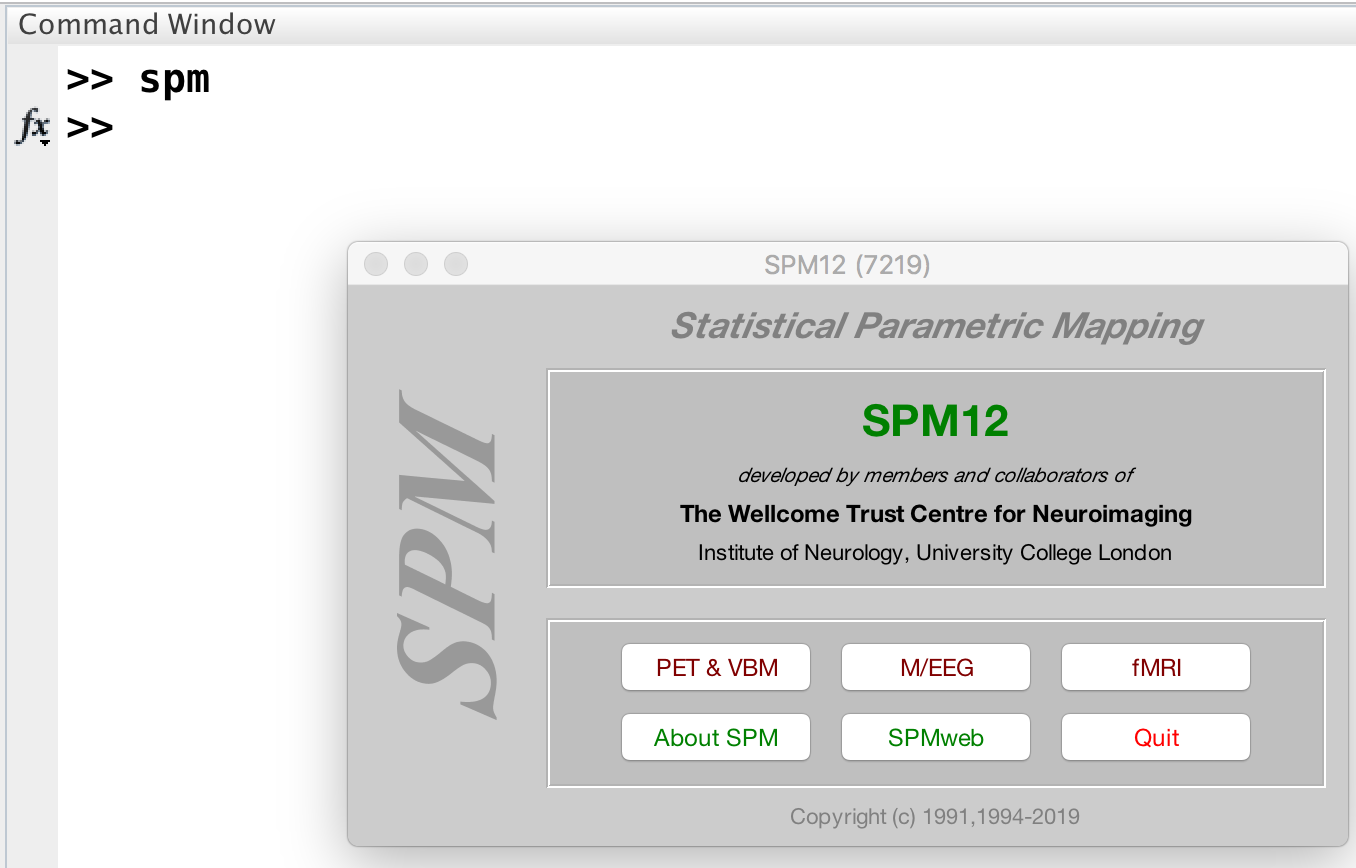 Command Window
>> spm
fx >>
SPM12 (7219)
Statistical Parametric Mapping
SPM
SPM12
developed by members and collaborators of
The Wellcome Trust Centre for Neuroimaging
Institute of Neurology, University College London
PET & VBM M/EEG fMRI
About SPM SPMweb Quit
Copyright (c) 1991,1994-2019